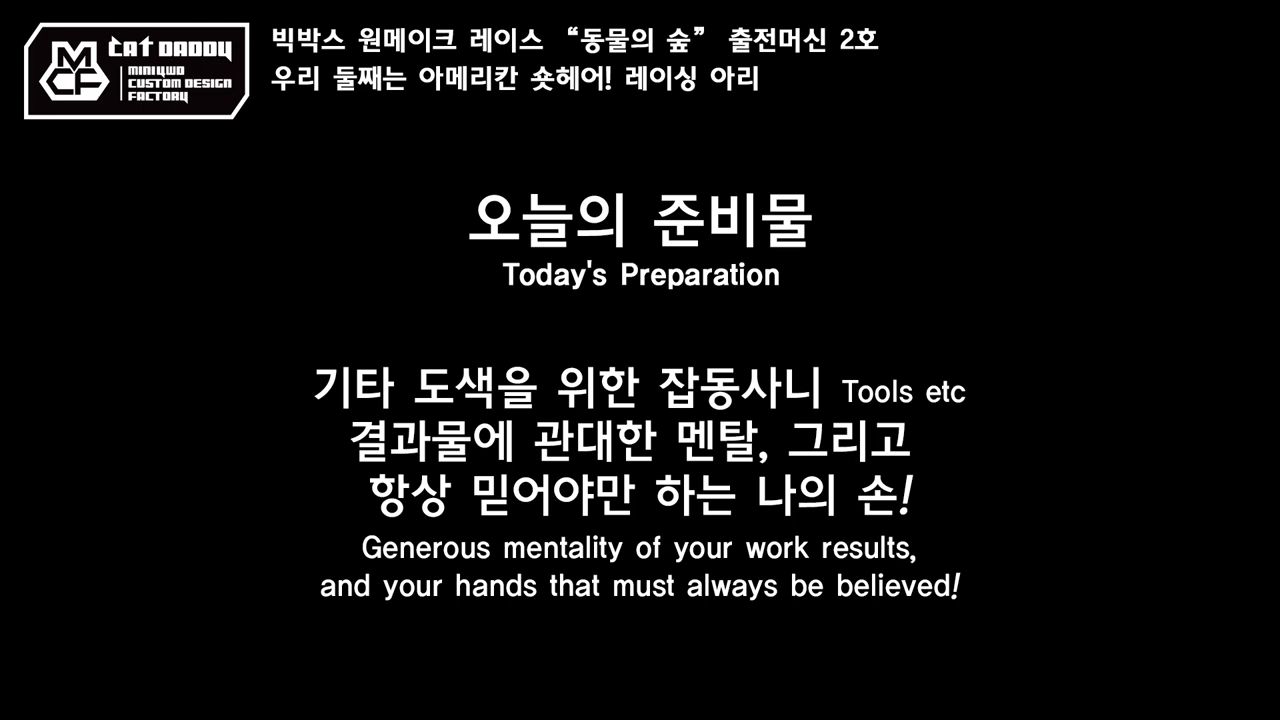 MCF
CAT DADDY
MINI4WD
CUSTOM DESIGN
FACTORY
빅박스 원메이크 레이스 “동물의 숲” 출전머신 2호
우리 둘째는 아메리칸 숏헤어! 레이싱 아리
오늘의 준비물
Today's Preparation
기타 도색을 위한 잡동사니 Tools etc
결과물에 관대한 멘탈, 그리고
항상 믿어야만 하는 나의 손!
Generous mentality of your work results,
and your hands that must always be believed!